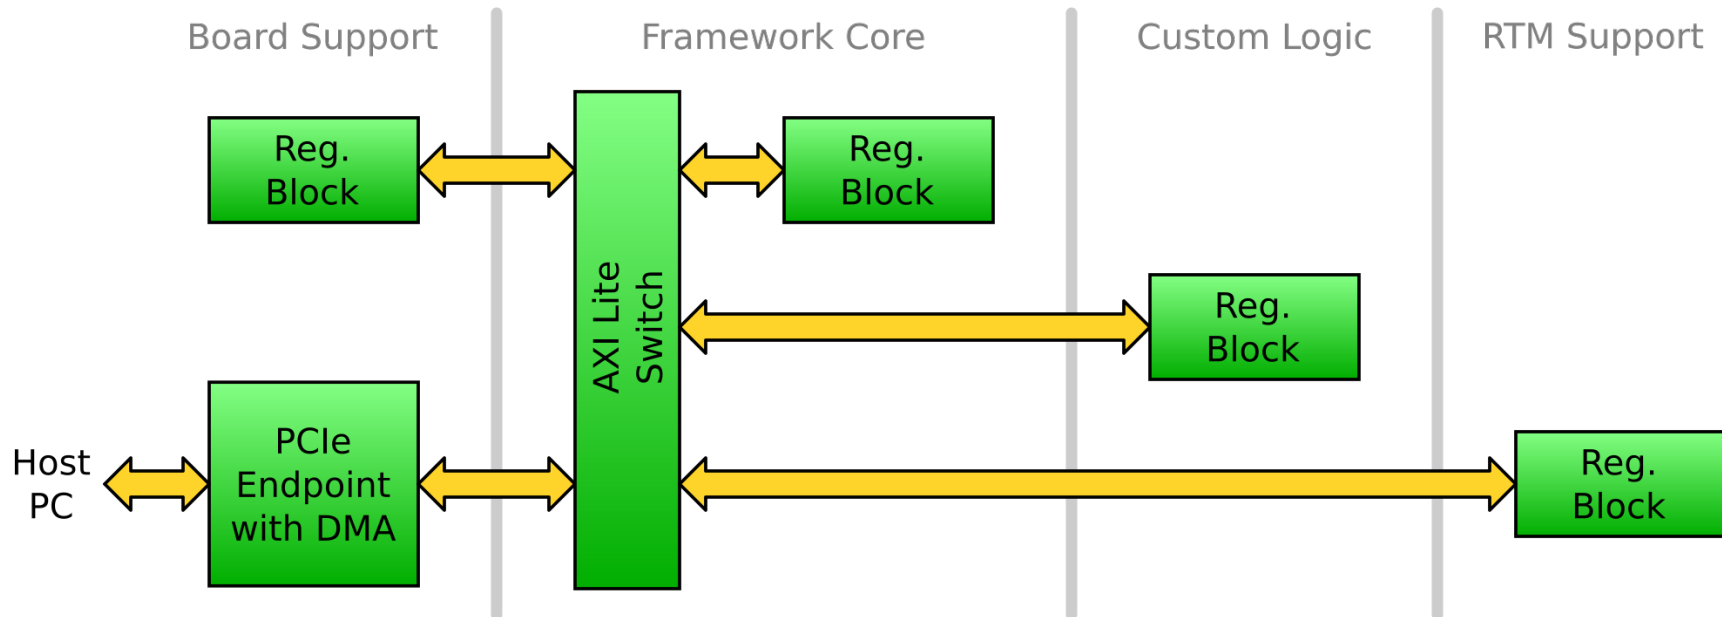 Board Support
Framework Core
Custom Logic
RTM Support
Reg.
Block
Reg.
Block
AXI Lite
Switch
Reg.
Block
Host
PC
PCIe
Endpoint
with DMA
Reg.
Block